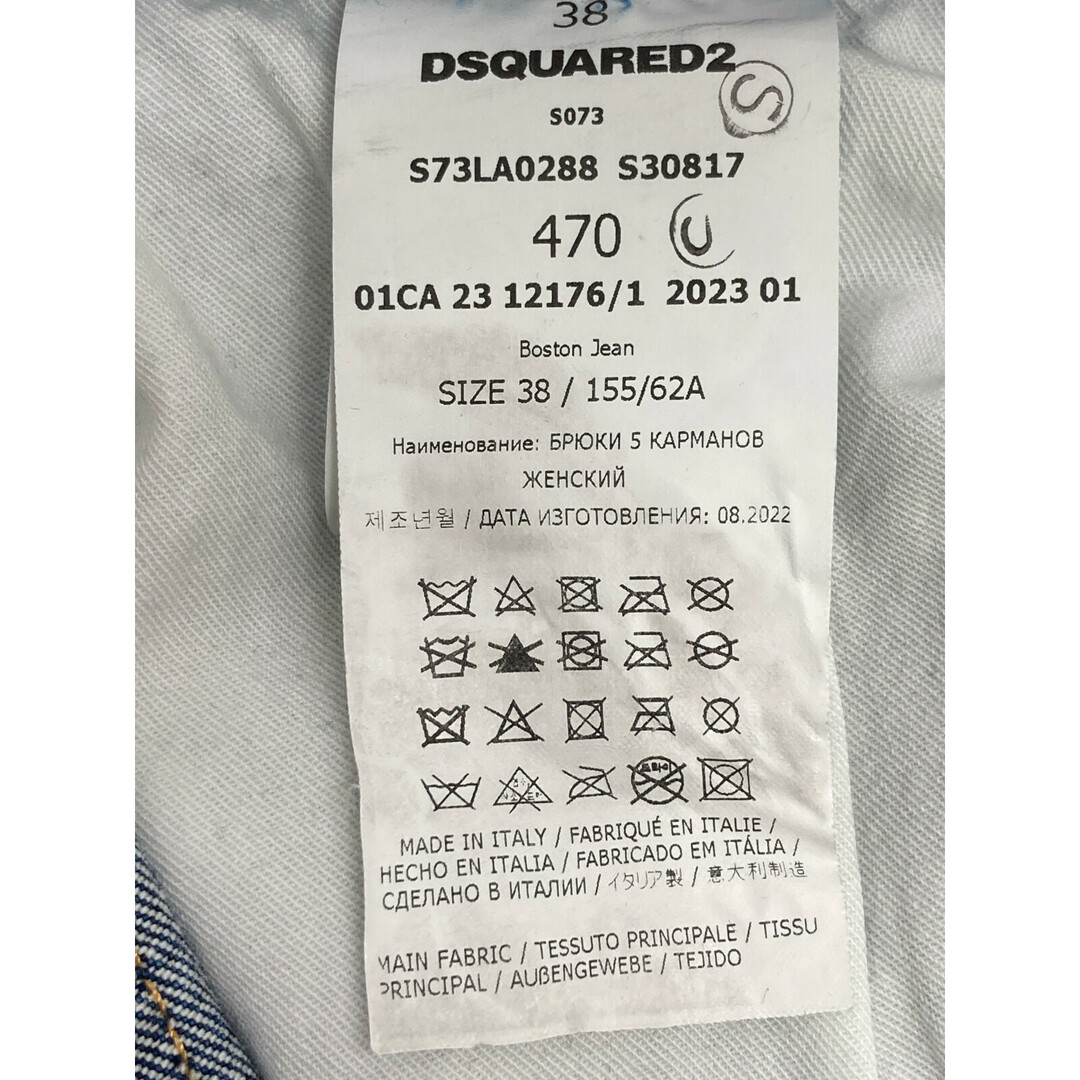 38
DSQUARED2
S
S073
S73LA0288 S30817
470 C
01CA 23 12176/1 2023 01
Boston Jean
SIZE 38 / 155/62A
Наименование: БРЮКИ 5 КАРМАНОВ
ЖЕНСКИЙ
제조년월 / ДАТА ИЗГОТОВЛЕНИЯ: 08.2022
드라이
MADE IN ITALY / FABRIQUÉ EN ITALIE /
HECHO EN ITALIA / FABRICADO EM ITÁLIA /
СДЕЛАНО В ИТАЛИИ / イタリア製 / 意大利制造
MAIN FABRIC / TESSUTO PRINCIPALE / TISSU
PRINCIPAL / AUßENGEWEBE / TEJIDO